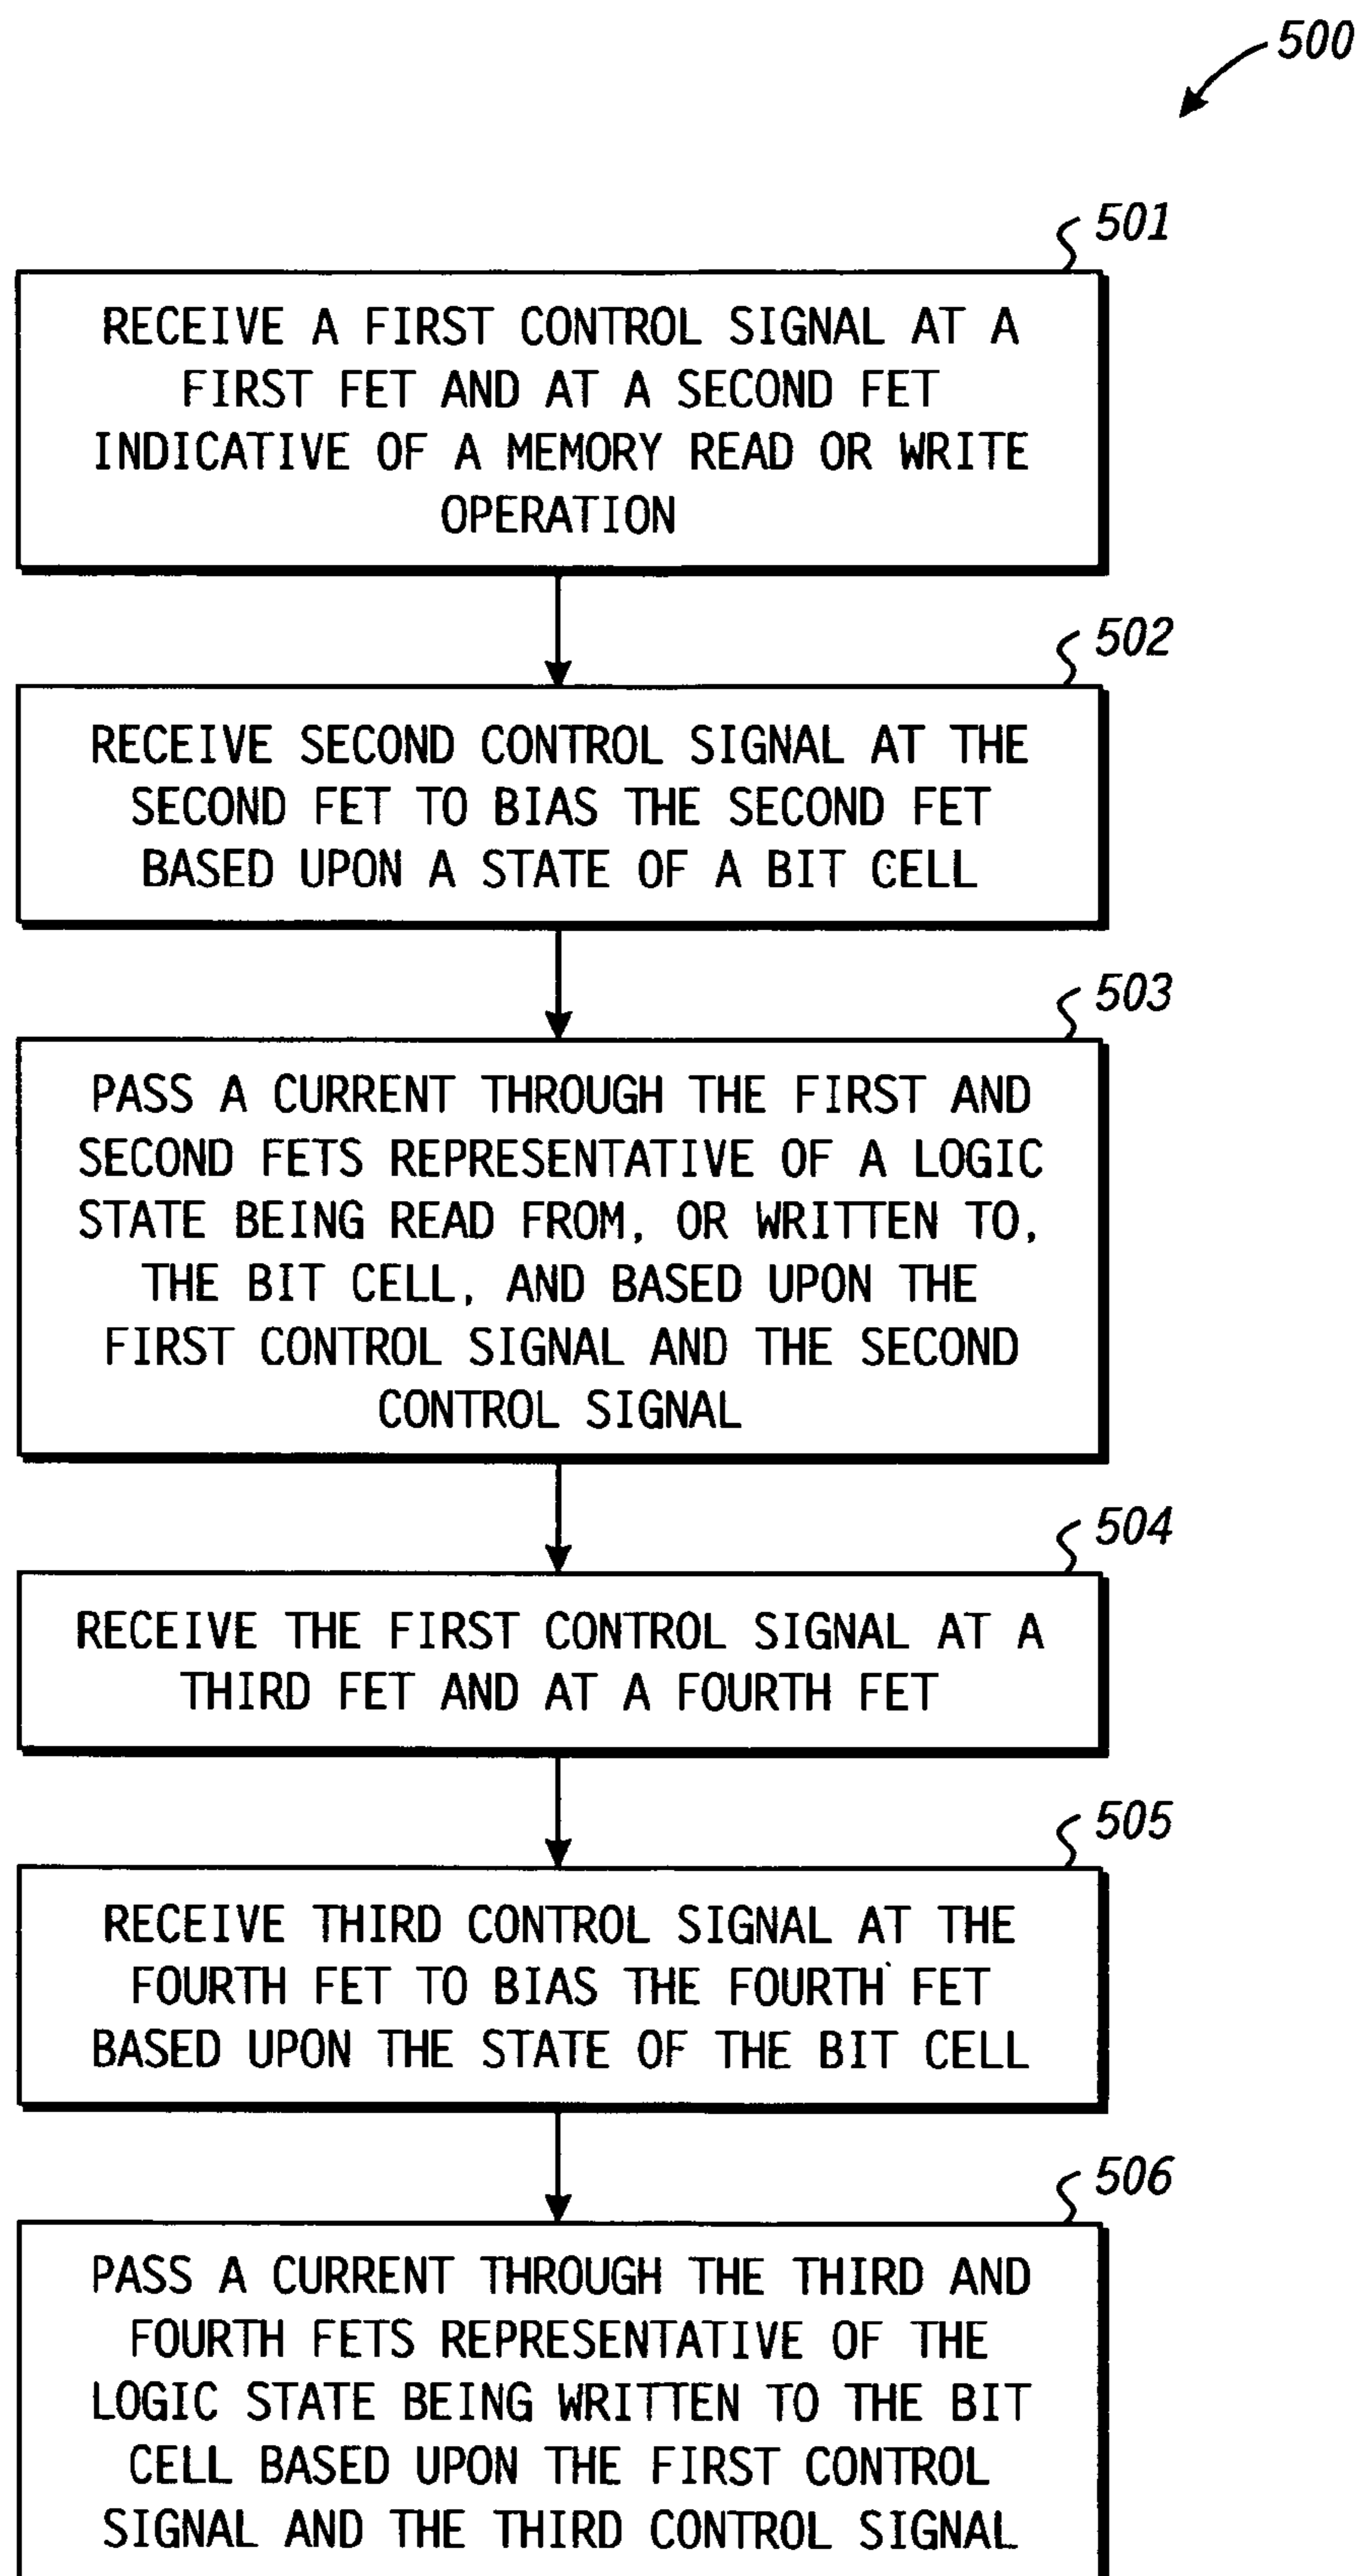 500
501
RECEIVE A FIRST CONTROL SIGNAL AT A
FIRST FET AND AT A SECOND FET
INDICATIVE OF A MEMORY READ OR WRITE
OPERATION
502
RECEIVE SECOND CONTROL SIGNAL AT THE
SECOND FET TO BIAS THE SECOND FET
BASED UPON A STATE OF A BIT CELL
503
PASS A CURRENT THROUGH THE FIRST AND
SECOND FETS REPRESENTATIVE OF A LOGIC
STATE BEING READ FROM, OR WRITTEN TO,
THE BIT CELL, AND BASED UPON THE
FIRST CONTROL SIGNAL AND THE SECOND
CONTROL SIGNAL
504
RECEIVE THE FIRST CONTROL SIGNAL AT A
THIRD FET AND AT A FOURTH FET
505
RECEIVE THIRD CONTROL SIGNAL AT THE
FOURTH FET TO BIAS THE FOURTH FET
BASED UPON THE STATE OF THE BIT CELL
506
PASS A CURRENT THROUGH THE THIRD AND
FOURTH FETS REPRESENTATIVE OF THE
LOGIC STATE BEING WRITTEN TO THE BIT
CELL BASED UPON THE FIRST CONTROL
SIGNAL AND THE THIRD CONTROL SIGNAL